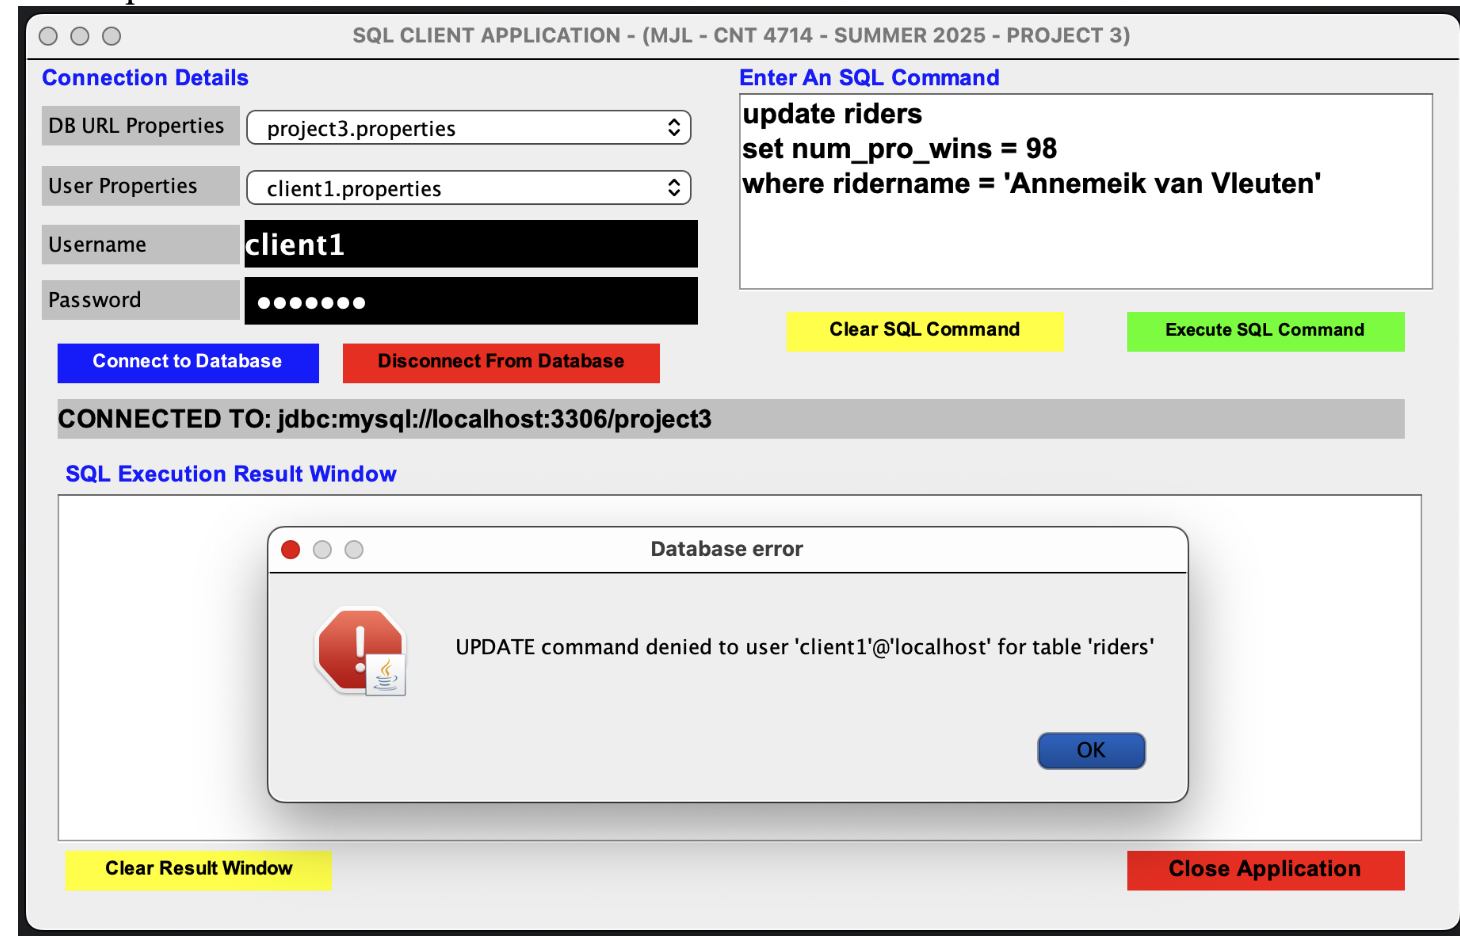 SQL CLIENT APPLICATION - (MJL - CNT 4714 - SUMMER 2025 - PROJECT 3)
Connection Details
DB URL Properties
project3.properties
User Properties
client1.properties
Username
client1
Password
•••••••
Connect to Database
Disconnect From Database
Enter An SQL Command
update riders
set num_pro_wins = 98
where ridername = 'Annemeik van Vleuten'
Clear SQL Command
Execute SQL Command
CONNECTED TO: jdbc:mysql://localhost:3306/project3
SQL Execution Result Window
Database error
UPDATE command denied to user 'client1'@'localhost' for table 'riders'
OK
Clear Result Window
Close Application